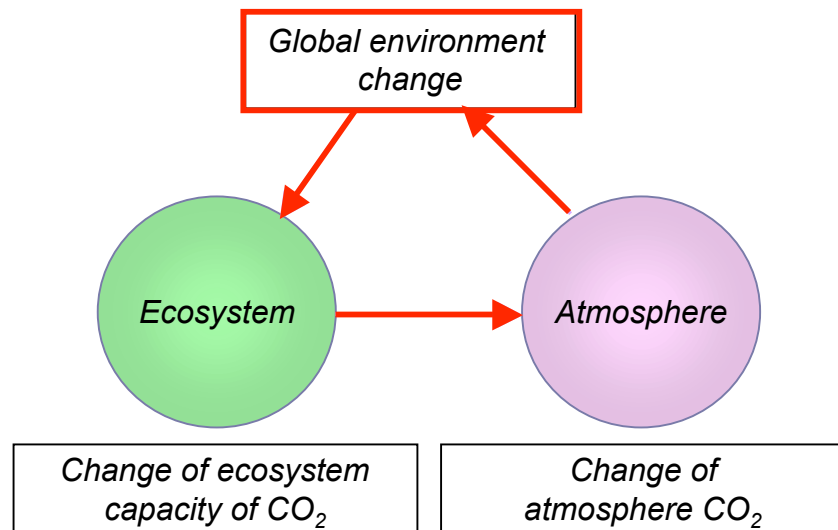 Global environment
change
Ecosystem
Atmosphere
Change of ecosystem
capacity of CO₂
Change of
atmosphere CO₂